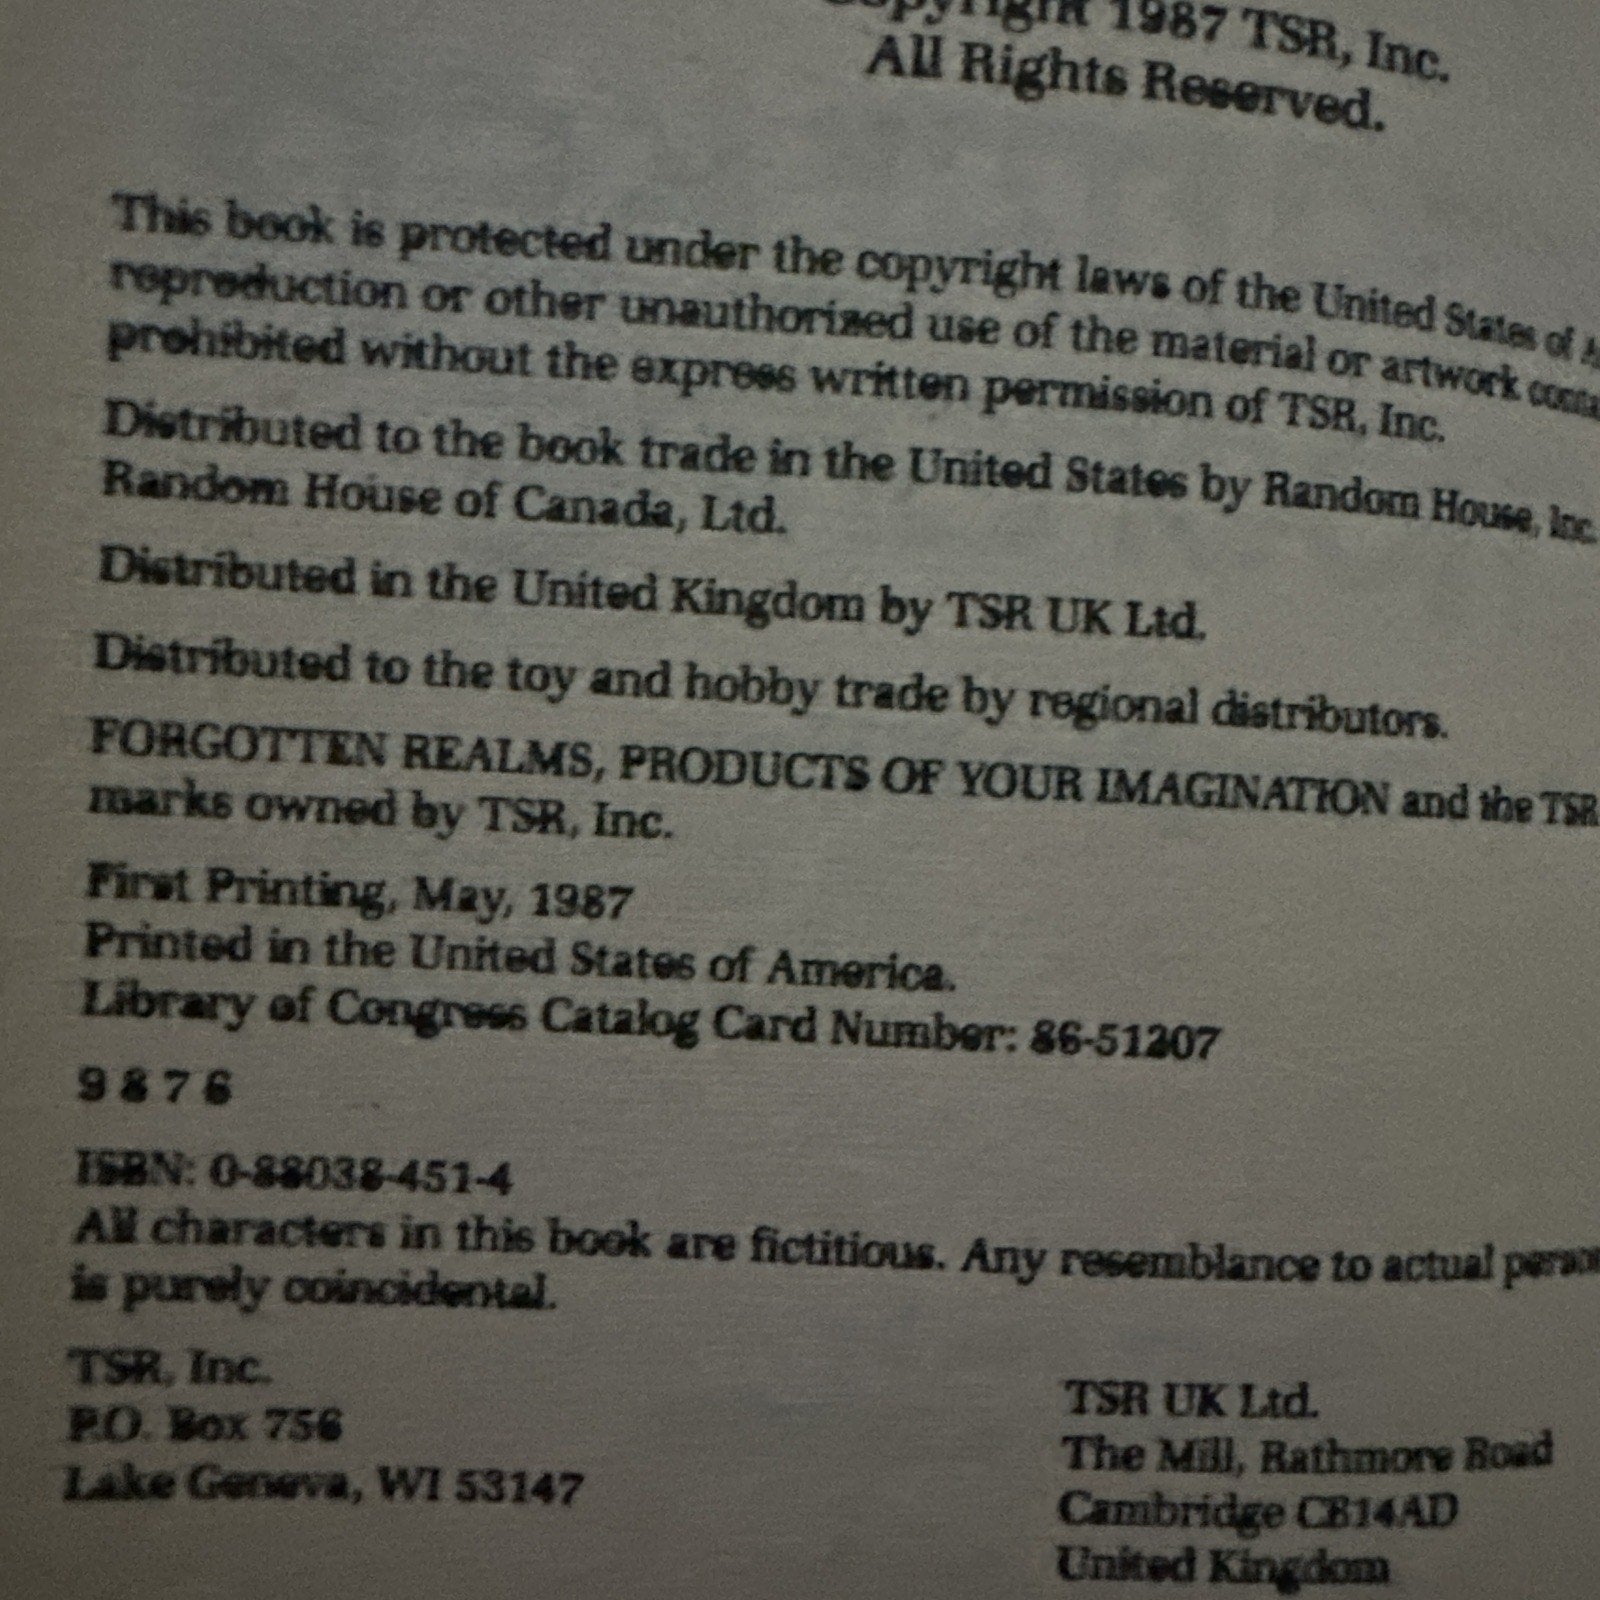 Copyright 1987 TSR, Inc.
All Rights Reserved.
This book is protected under the copyright laws of the United States of
reproduction or other unauthorized use of the material or artwork
prohibited without the express written permission of TSR, Inc.
Distributed to the book trade in the United States by Random House, Inc.
Random House of Canada, Ltd.
Distributed in the United Kingdom by TSR UK Ltd.
Distributed to the toy and hobby trade by regional distributors.
FORGOTTEN REALMS, PRODUCTS OF YOUR IMAGINATION and the TSR
marks owned by TSR, Inc.
First Printing, May, 1987
Printed in the United States of America.
Library of Congress Catalog Card Number: 86-51207
9 8 7 6
ISBN: 0-88038-451-4
All characters in this book are fictitious. Any resemblance to actual
is purely coincidental.
TSR, Inc.
P.O. Box 756
Lake Geneva, WI 53147
TSR UK Ltd.
The Mill, Rathmore Road
Cambridge CB14AD
United Kingdom